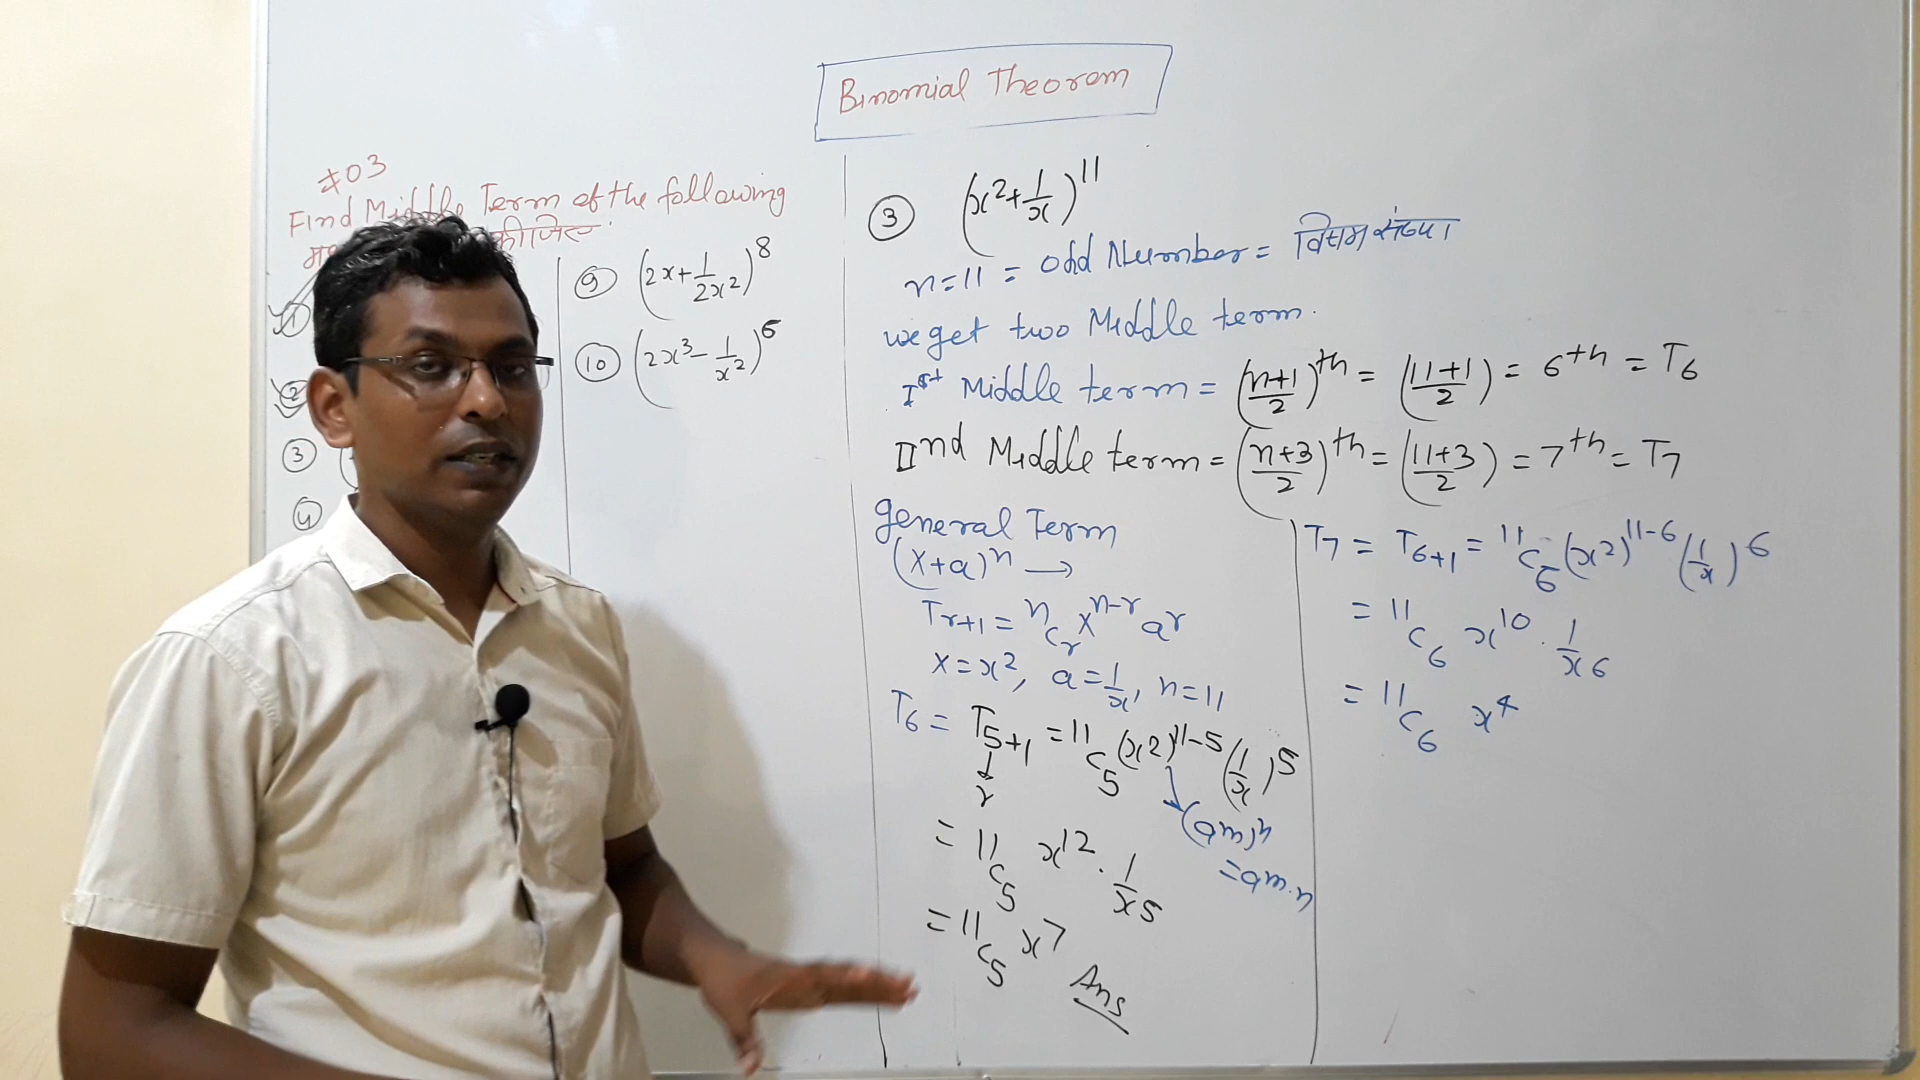 Binomial Theorem
#03
Find Middle Term of the following
कीजिए
1
2
3
4
9 (2x+1/2x²)⁸
10 (2x³-1/x²)⁵
3 (x²+1/x)¹¹
n=11 = odd Number = विषम संख्या
we get two Middle term.
Iˢᵗ Middle term = (n+1/2)ᵗʰ = (11+1/2) = 6ᵗʰ = T₆
IInd Middle term = (n+3/2)ᵗʰ = (11+3/2) = 7ᵗʰ = T₇
general Term
(x+a)ⁿ →
Tr+1 = ⁿCᵣ xⁿ⁻ʳ aʳ
x=x², a=1/x, n=11
T₆ = T₅₊₁ = ¹¹C₅ (x²)¹¹⁻⁵ (1/x)⁵
↓
r
(aᵐ)ⁿ
=aᵐ·ⁿ
= ¹¹C₅ x¹² · 1/x⁵
= ¹¹C₅ x⁷ Ans
T₇ = T₆₊₁ = ¹¹C₆ (x²)¹¹⁻⁶ (1/x)⁶
= ¹¹C₆ x¹⁰ · 1/x⁶
= ¹¹C₆ x⁴